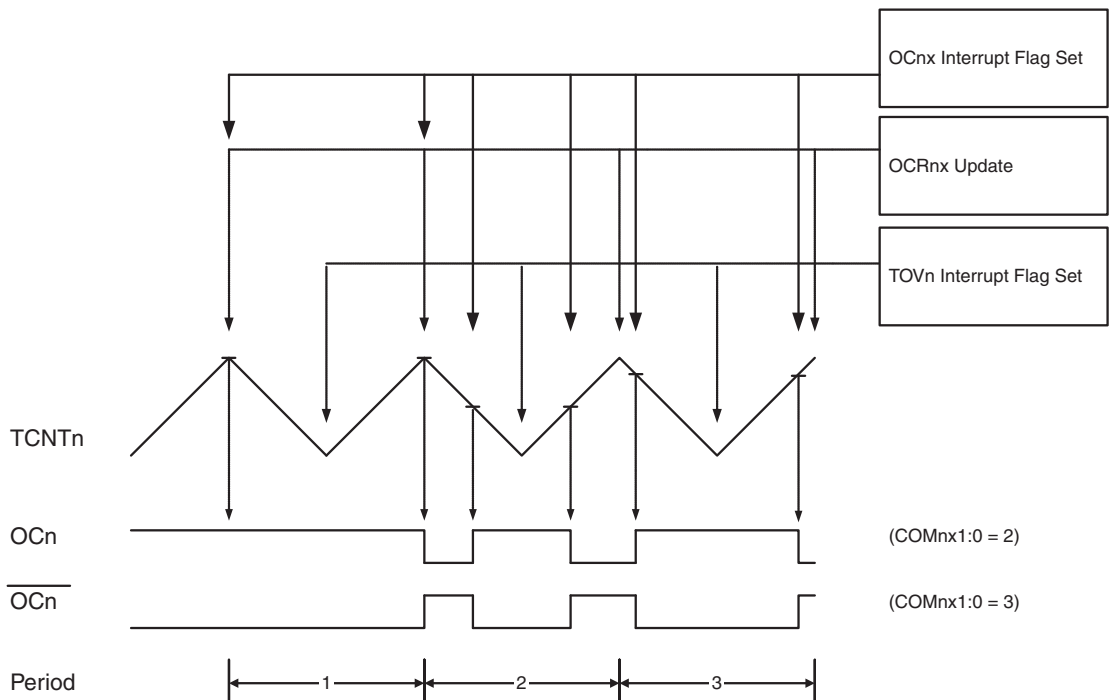 OCnx Interrupt Flag Set
OCRnx Update
TOVn Interrupt Flag Set
TCNTn
OCn
(COMnx1:0 = 2)
OCn
(COMnx1:0 = 3)
Period
1
2
3